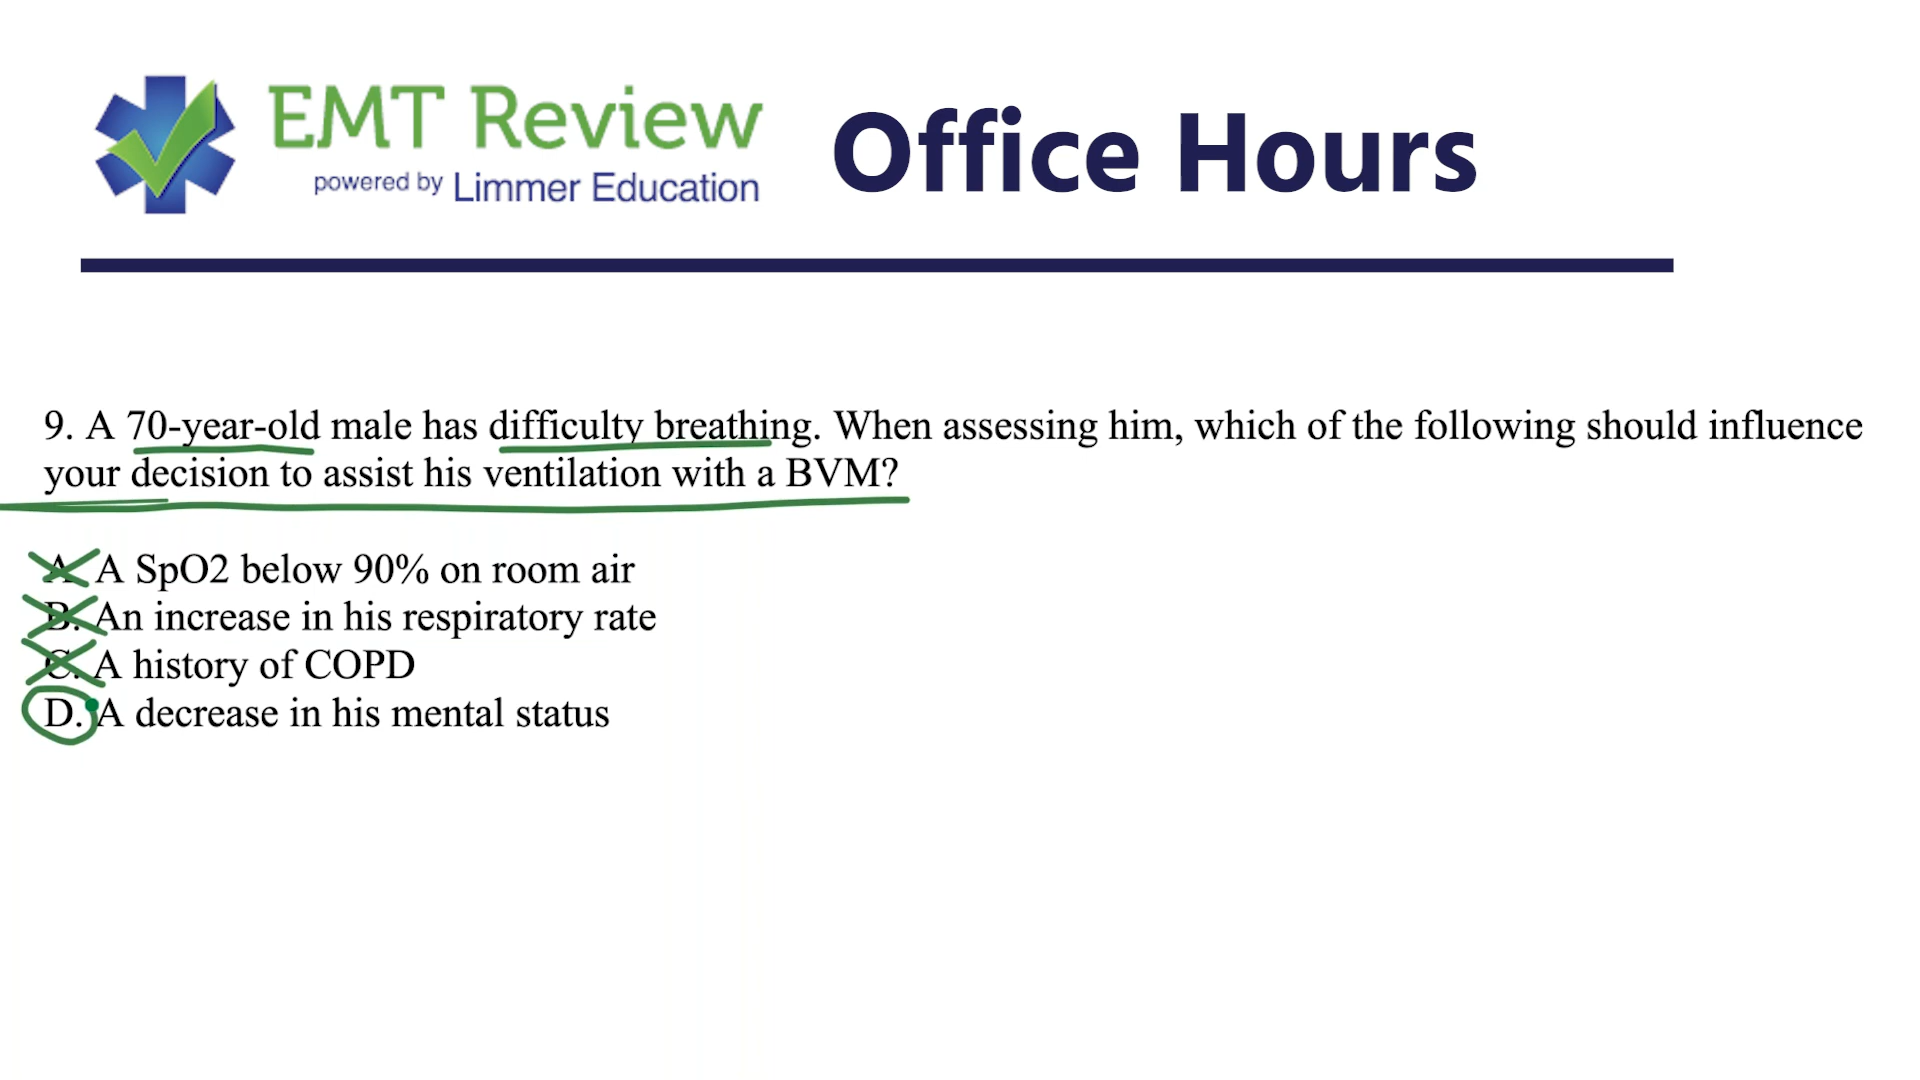 EMT Review
powered by Limmer Education
Office Hours
9. A 70-year-old male has difficulty breathing. When assessing him, which of the following should influence
your decision to assist his ventilation with a BVM?
A. A SpO2 below 90% on room air
B. An increase in his respiratory rate
C. A history of COPD
D. A decrease in his mental status